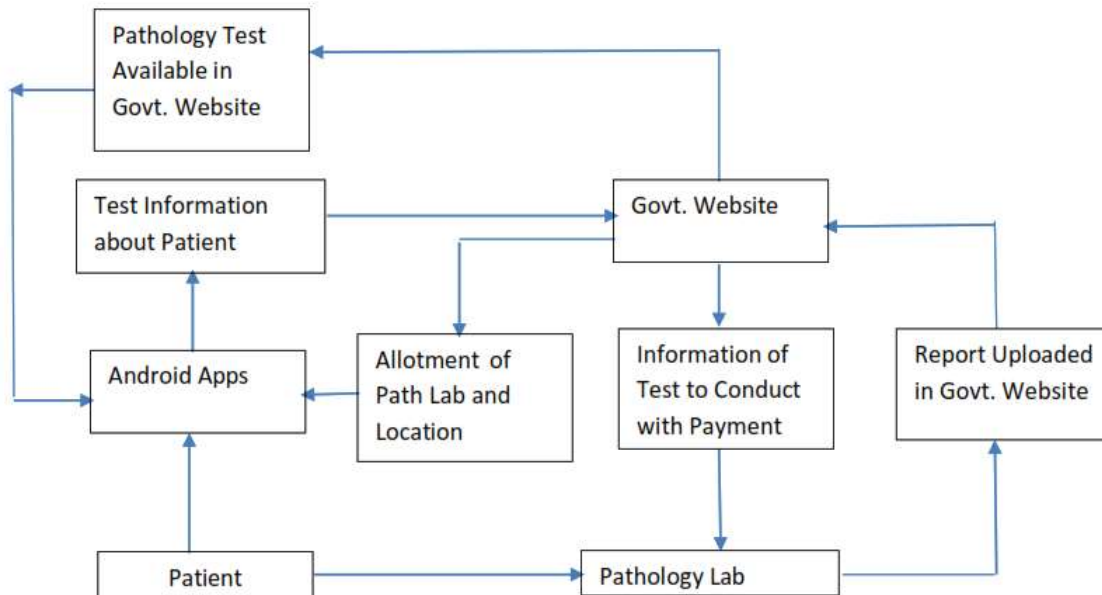 Pathology Test
Available in
Govt. Website
Test Information
about Patient
Govt. Website
Android Apps
Allotment of
Path Lab and
Location
Information of
Test to Conduct
with Payment
Report Uploaded
in Govt. Website
Patient
Pathology Lab